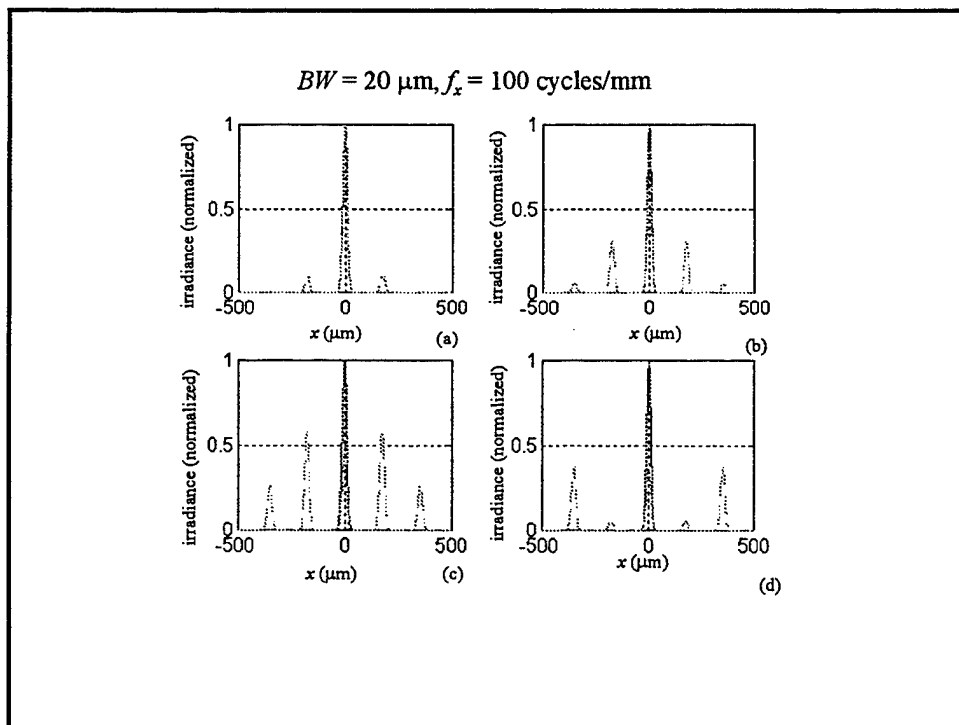 BW = 20 μm, fx = 100 cycles/mm
irradiance (normalized)
1
0.5
0
-500
0
500
x (μm)
(a)
irradiance (normalized)
1
0.5
0
-500
0
500
x (μm)
(b)
irradiance (normalized)
1
0.5
0
-500
0
500
x (μm)
(c)
irradiance (normalized)
1
0.5
0
-500
0
500
x (μm)
(d)